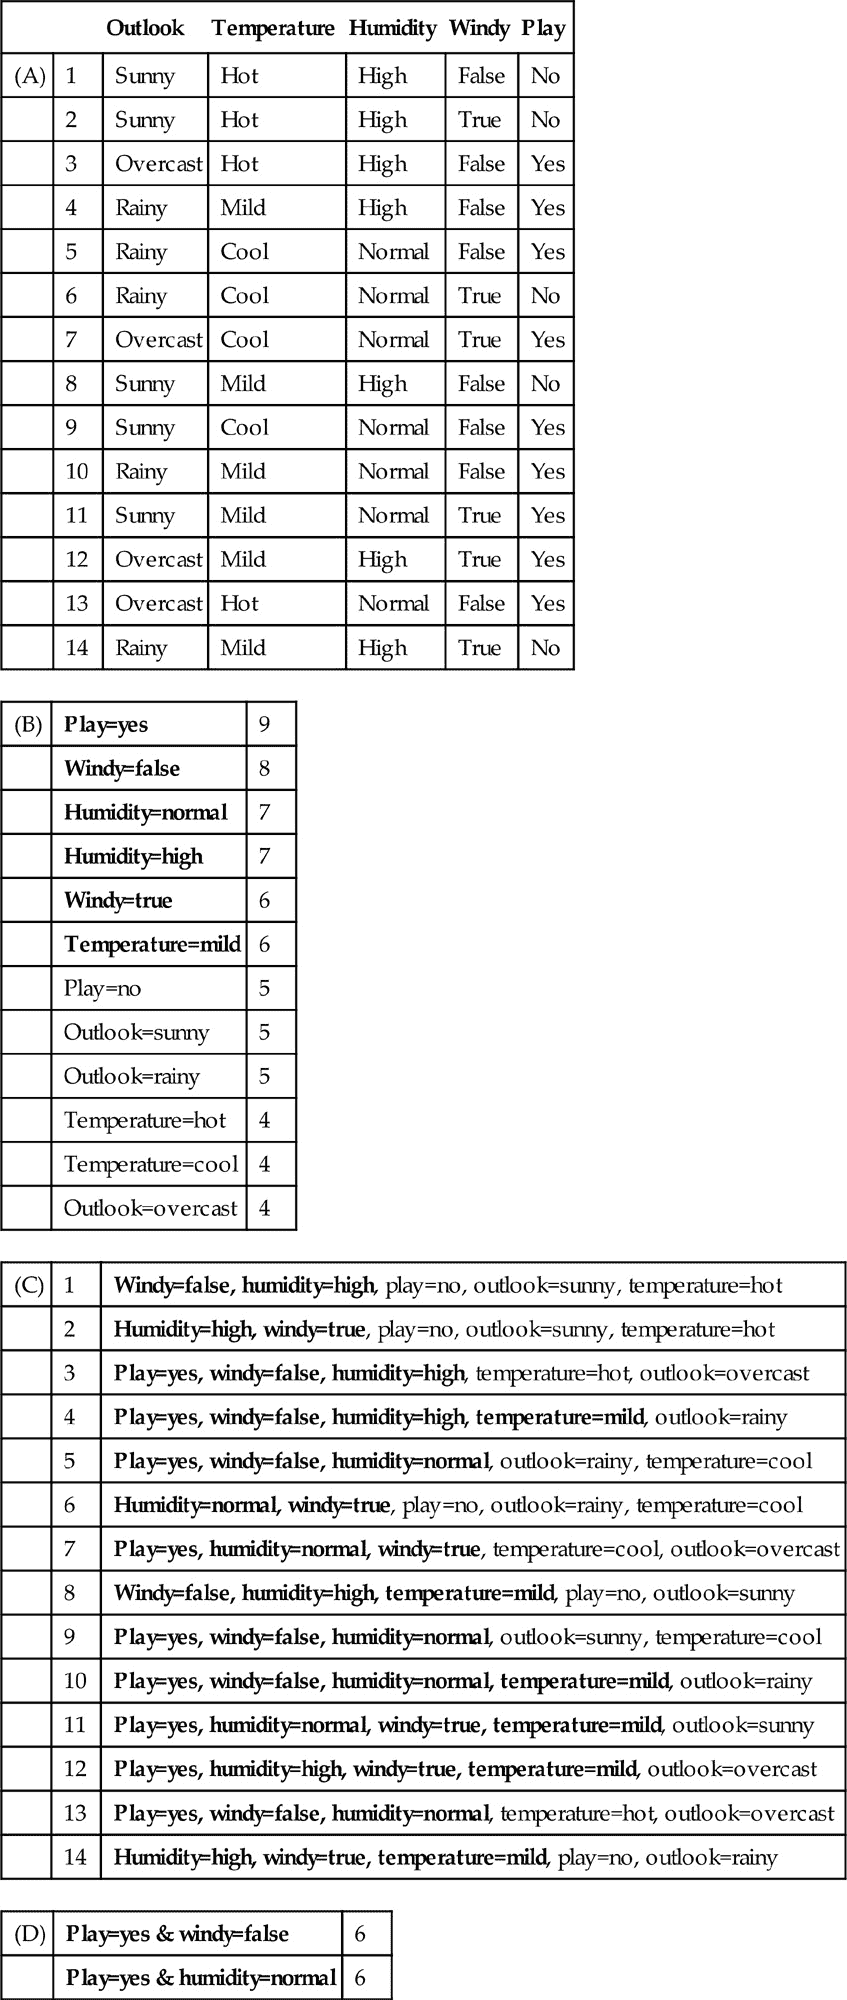 Outlook Temperature Humidity Windy Play
(A) 1 Sunny Hot High False No
2 Sunny Hot High True No
3 Overcast Hot High False Yes
4 Rainy Mild High False Yes
5 Rainy Cool Normal False Yes
6 Rainy Cool Normal True No
7 Overcast Cool Normal True Yes
8 Sunny Mild High False No
9 Sunny Cool Normal False Yes
10 Rainy Mild Normal False Yes
11 Sunny Mild Normal True Yes
12 Overcast Mild High True Yes
13 Overcast Hot Normal False Yes
14 Rainy Mild High True No
(B) Play=yes 9
Windy=false 8
Humidity=normal 7
Humidity=high 7
Windy=true 6
Temperature=mild 6
Play=no 5
Outlook=sunny 5
Outlook=rainy 5
Temperature=hot 4
Temperature=cool 4
Outlook=overcast 4
(C) 1 Windy=false, humidity=high, play=no, outlook=sunny, temperature=hot
2 Humidity=high, windy=true, play=no, outlook=sunny, temperature=hot
3 Play=yes, windy=false, humidity=high, temperature=hot, outlook=overcast
4 Play=yes, windy=false, humidity=high, temperature=mild, outlook=rainy
5 Play=yes, windy=false, humidity=normal, outlook=rainy, temperature=cool
6 Humidity=normal, windy=true, play=no, outlook=rainy, temperature=cool
7 Play=yes, humidity=normal, windy=true, temperature=cool, outlook=overcast
8 Windy=false, humidity=high, temperature=mild, play=no, outlook=sunny
9 Play=yes, windy=false, humidity=normal, outlook=sunny, temperature=cool
10 Play=yes, windy=false, humidity=normal, temperature=mild, outlook=rainy
11 Play=yes, humidity=normal, windy=true, temperature=mild, outlook=sunny
12 Play=yes, humidity=high, windy=true, temperature=mild, outlook=overcast
13 Play=yes, windy=false, humidity=normal, temperature=hot, outlook=overcast
14 Humidity=high, windy=true, temperature=mild, play=no, outlook=rainy
(D) Play=yes & windy=false 6
Play=yes & humidity=normal 6